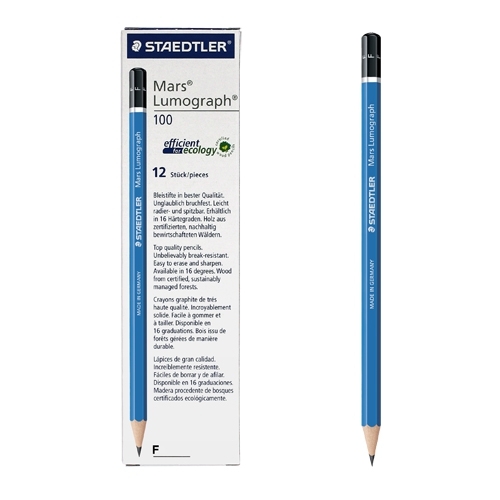 STAEDTLER
Mars®
Lumograph®
100
efficient
for ecology
12 Stück/pieces
Bleistifte in bester Qualität.
Unglaublich bruchfest. Leicht
radier- und spitzbar. Erhältlich
in 16 Härtegraden. Holz aus
zertifizierten, nachhaltig
bewirtschafteten Wäldern.
Top quality pencils.
Unbelievably break-resistant.
Easy to erase and sharpen.
Available in 16 degrees. Wood
from certified, sustainably
managed forests.
Crayons graphite de très
haute qualité. Incroyablement
solide. Facile à gommer et
à tailler. Disponible en
16 graduations. Bois issu de
forêts gérées de manière
durable.
Lápices de gran calidad.
Increíblemente resistente.
Fáciles de borrar y de afilar.
Disponible en 16 graduaciones.
Madera procedente de bosques
certificados ecológicamente.
F
F
Mars Lumograph
STAEDTLER
MADE IN GERMANY
F
Mars Lumograph
STAEDTLER
MADE IN GERMANY